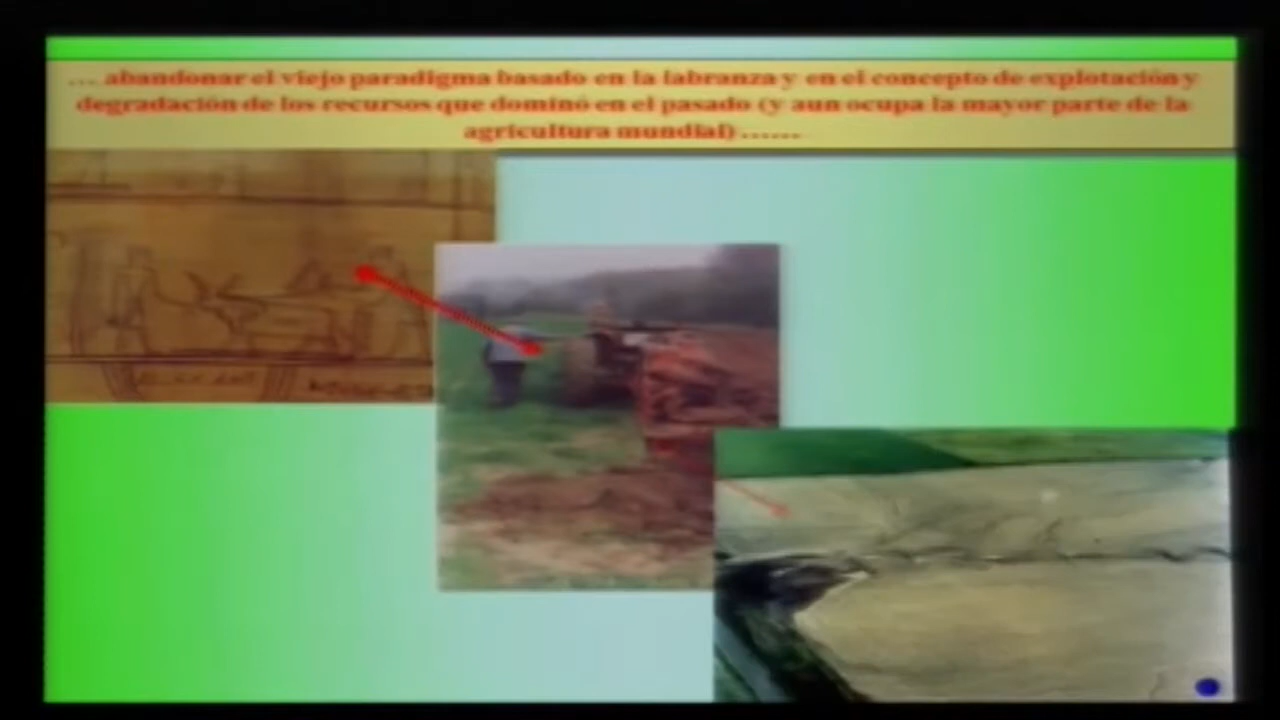 ... abandonar el viejo paradigma basado en la labranza y en el concepto de explotación y
degradación de los recursos que dominó en el pasado (y aun ocupa la mayor parte de la
agricultura mundial) ......